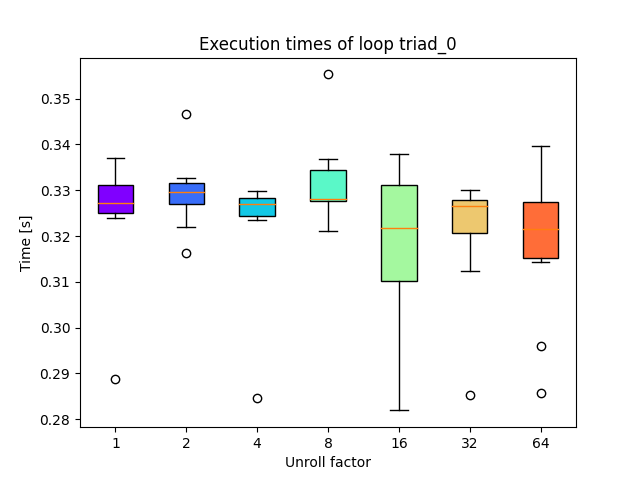 Execution times of loop triad_0
0.35
0.34
0.33
0.32
0.31
0.30
0.29
0.28
Time [s]
1 2 4 8 16 32 64
Unroll factor